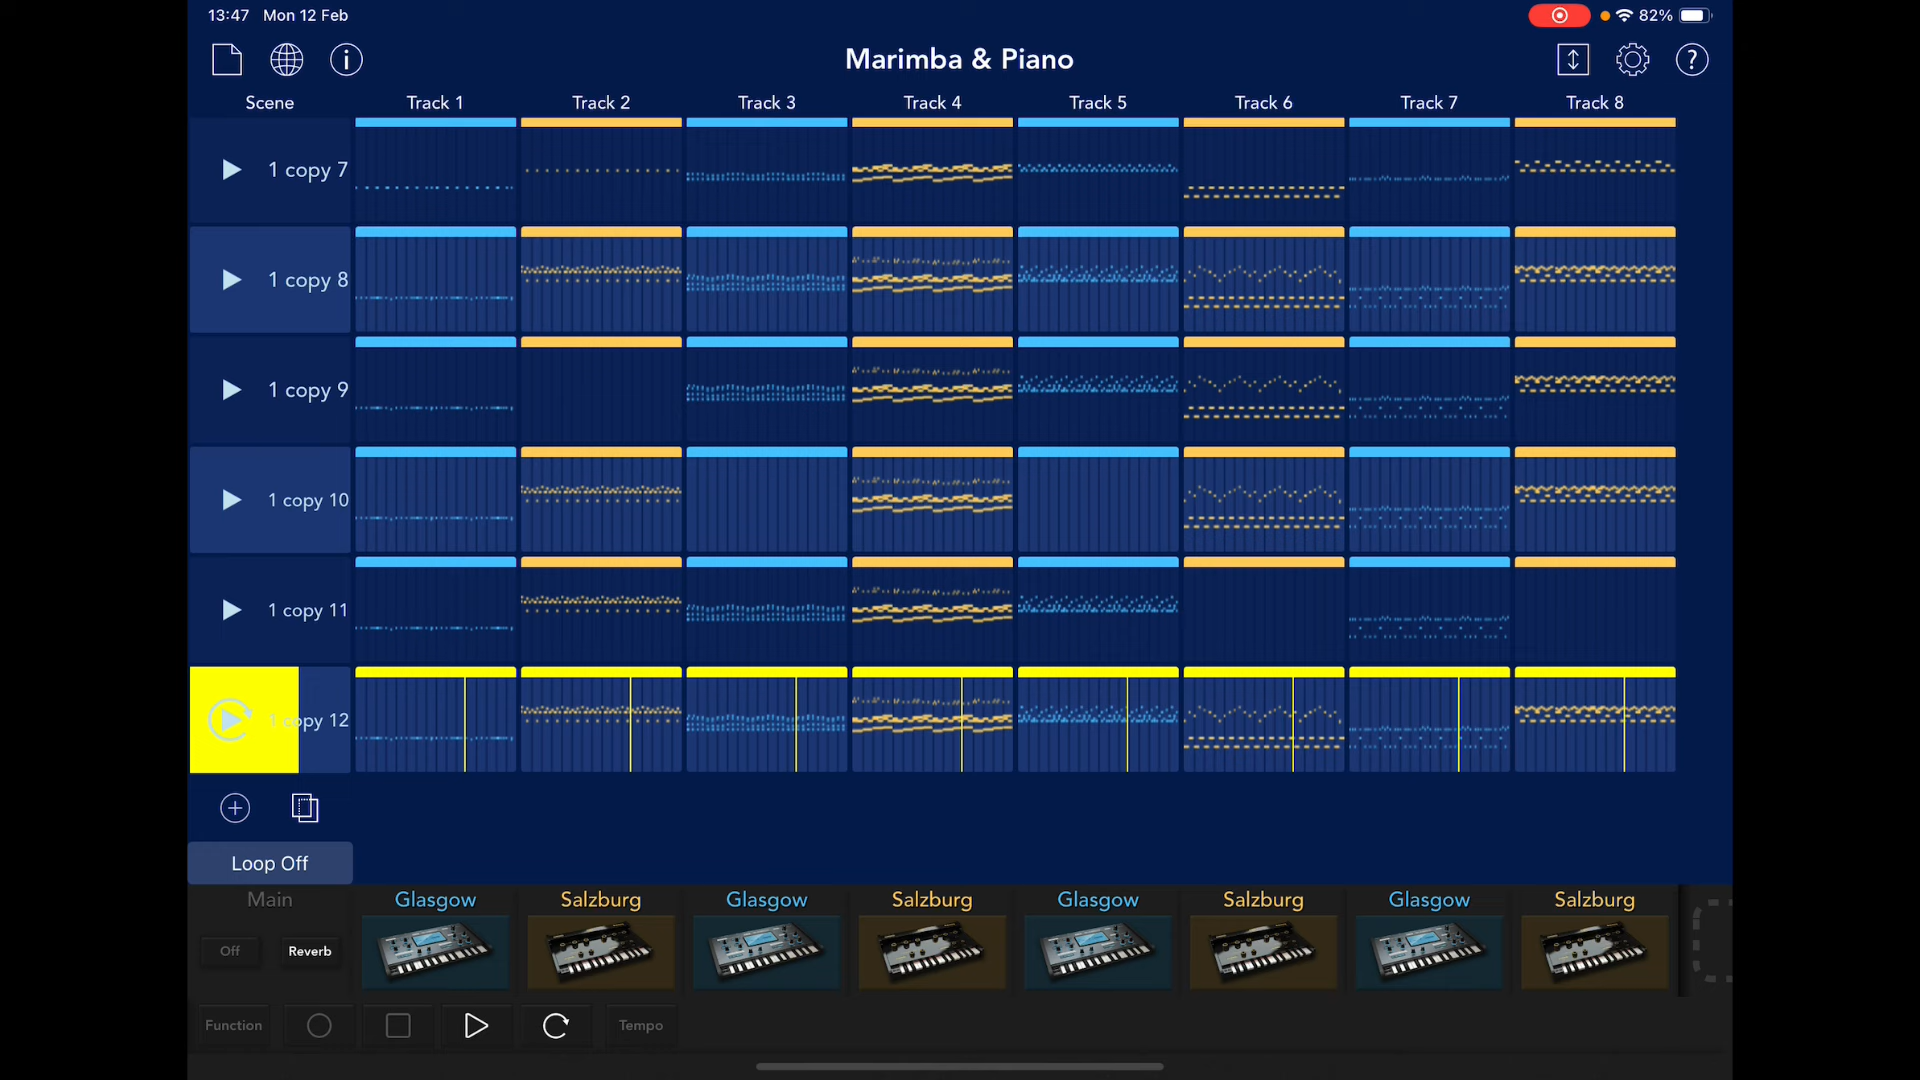 13:47 Mon 12 Feb 82%
Marimba & Piano
Scene Track 1 Track 2 Track 3 Track 4 Track 5 Track 6 Track 7 Track 8
1 copy 7
1 copy 8
1 copy 9
1 copy 10
1 copy 11
1 copy 12
Loop Off
Main Glasgow Salzburg Glasgow Salzburg Glasgow Salzburg Glasgow Salzburg
Off Reverb
Function Tempo